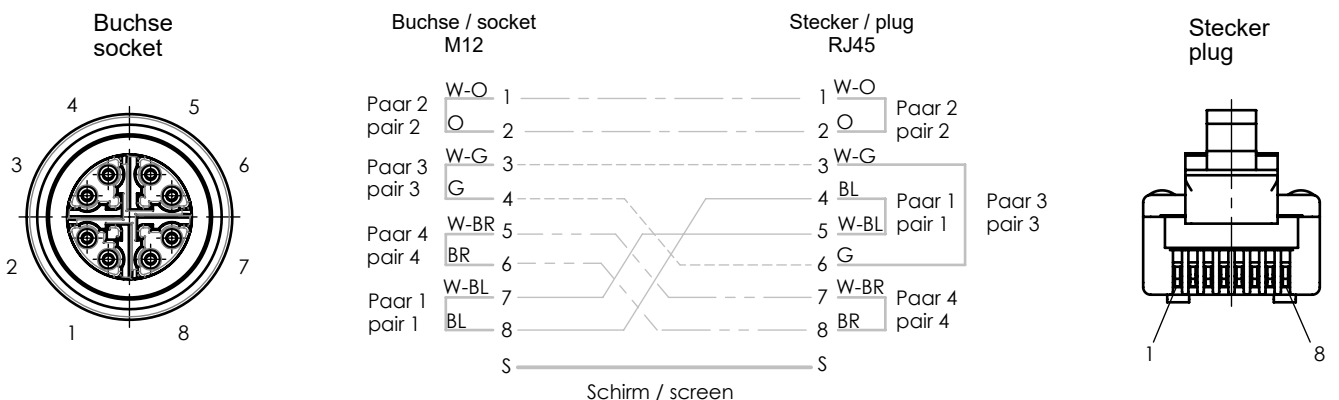 Buchse
socket
4
5
3
6
2
7
1
8
Buchse / socket
M12
Stecker / plug
RJ45
Paar 2
pair 2
W-O
1
1
W-O
Paar 2
pair 2
O
2
2
O
Paar 3
pair 3
W-G
3
3
W-G
G
4
4
BL
Paar 1
pair 1
Paar 3
pair 3
Paar 4
pair 4
W-BR
5
5
W-BL
BR
6
6
G
Paar 1
pair 1
W-BL
7
7
W-BR
Paar 4
pair 4
BL
8
8
BR
S
S
Schirm / screen
Stecker
plug
1
8